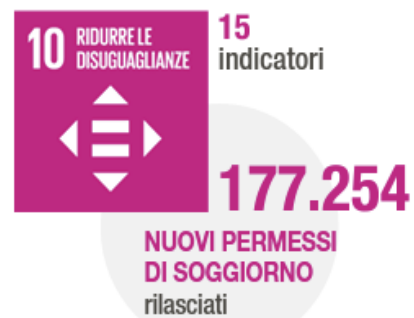 10 RIDURRE LE
DISUGUAGLIANZE
15
indicatori
177.254
NUOVI PERMESSI
DI SOGGIORNO
rilasciati